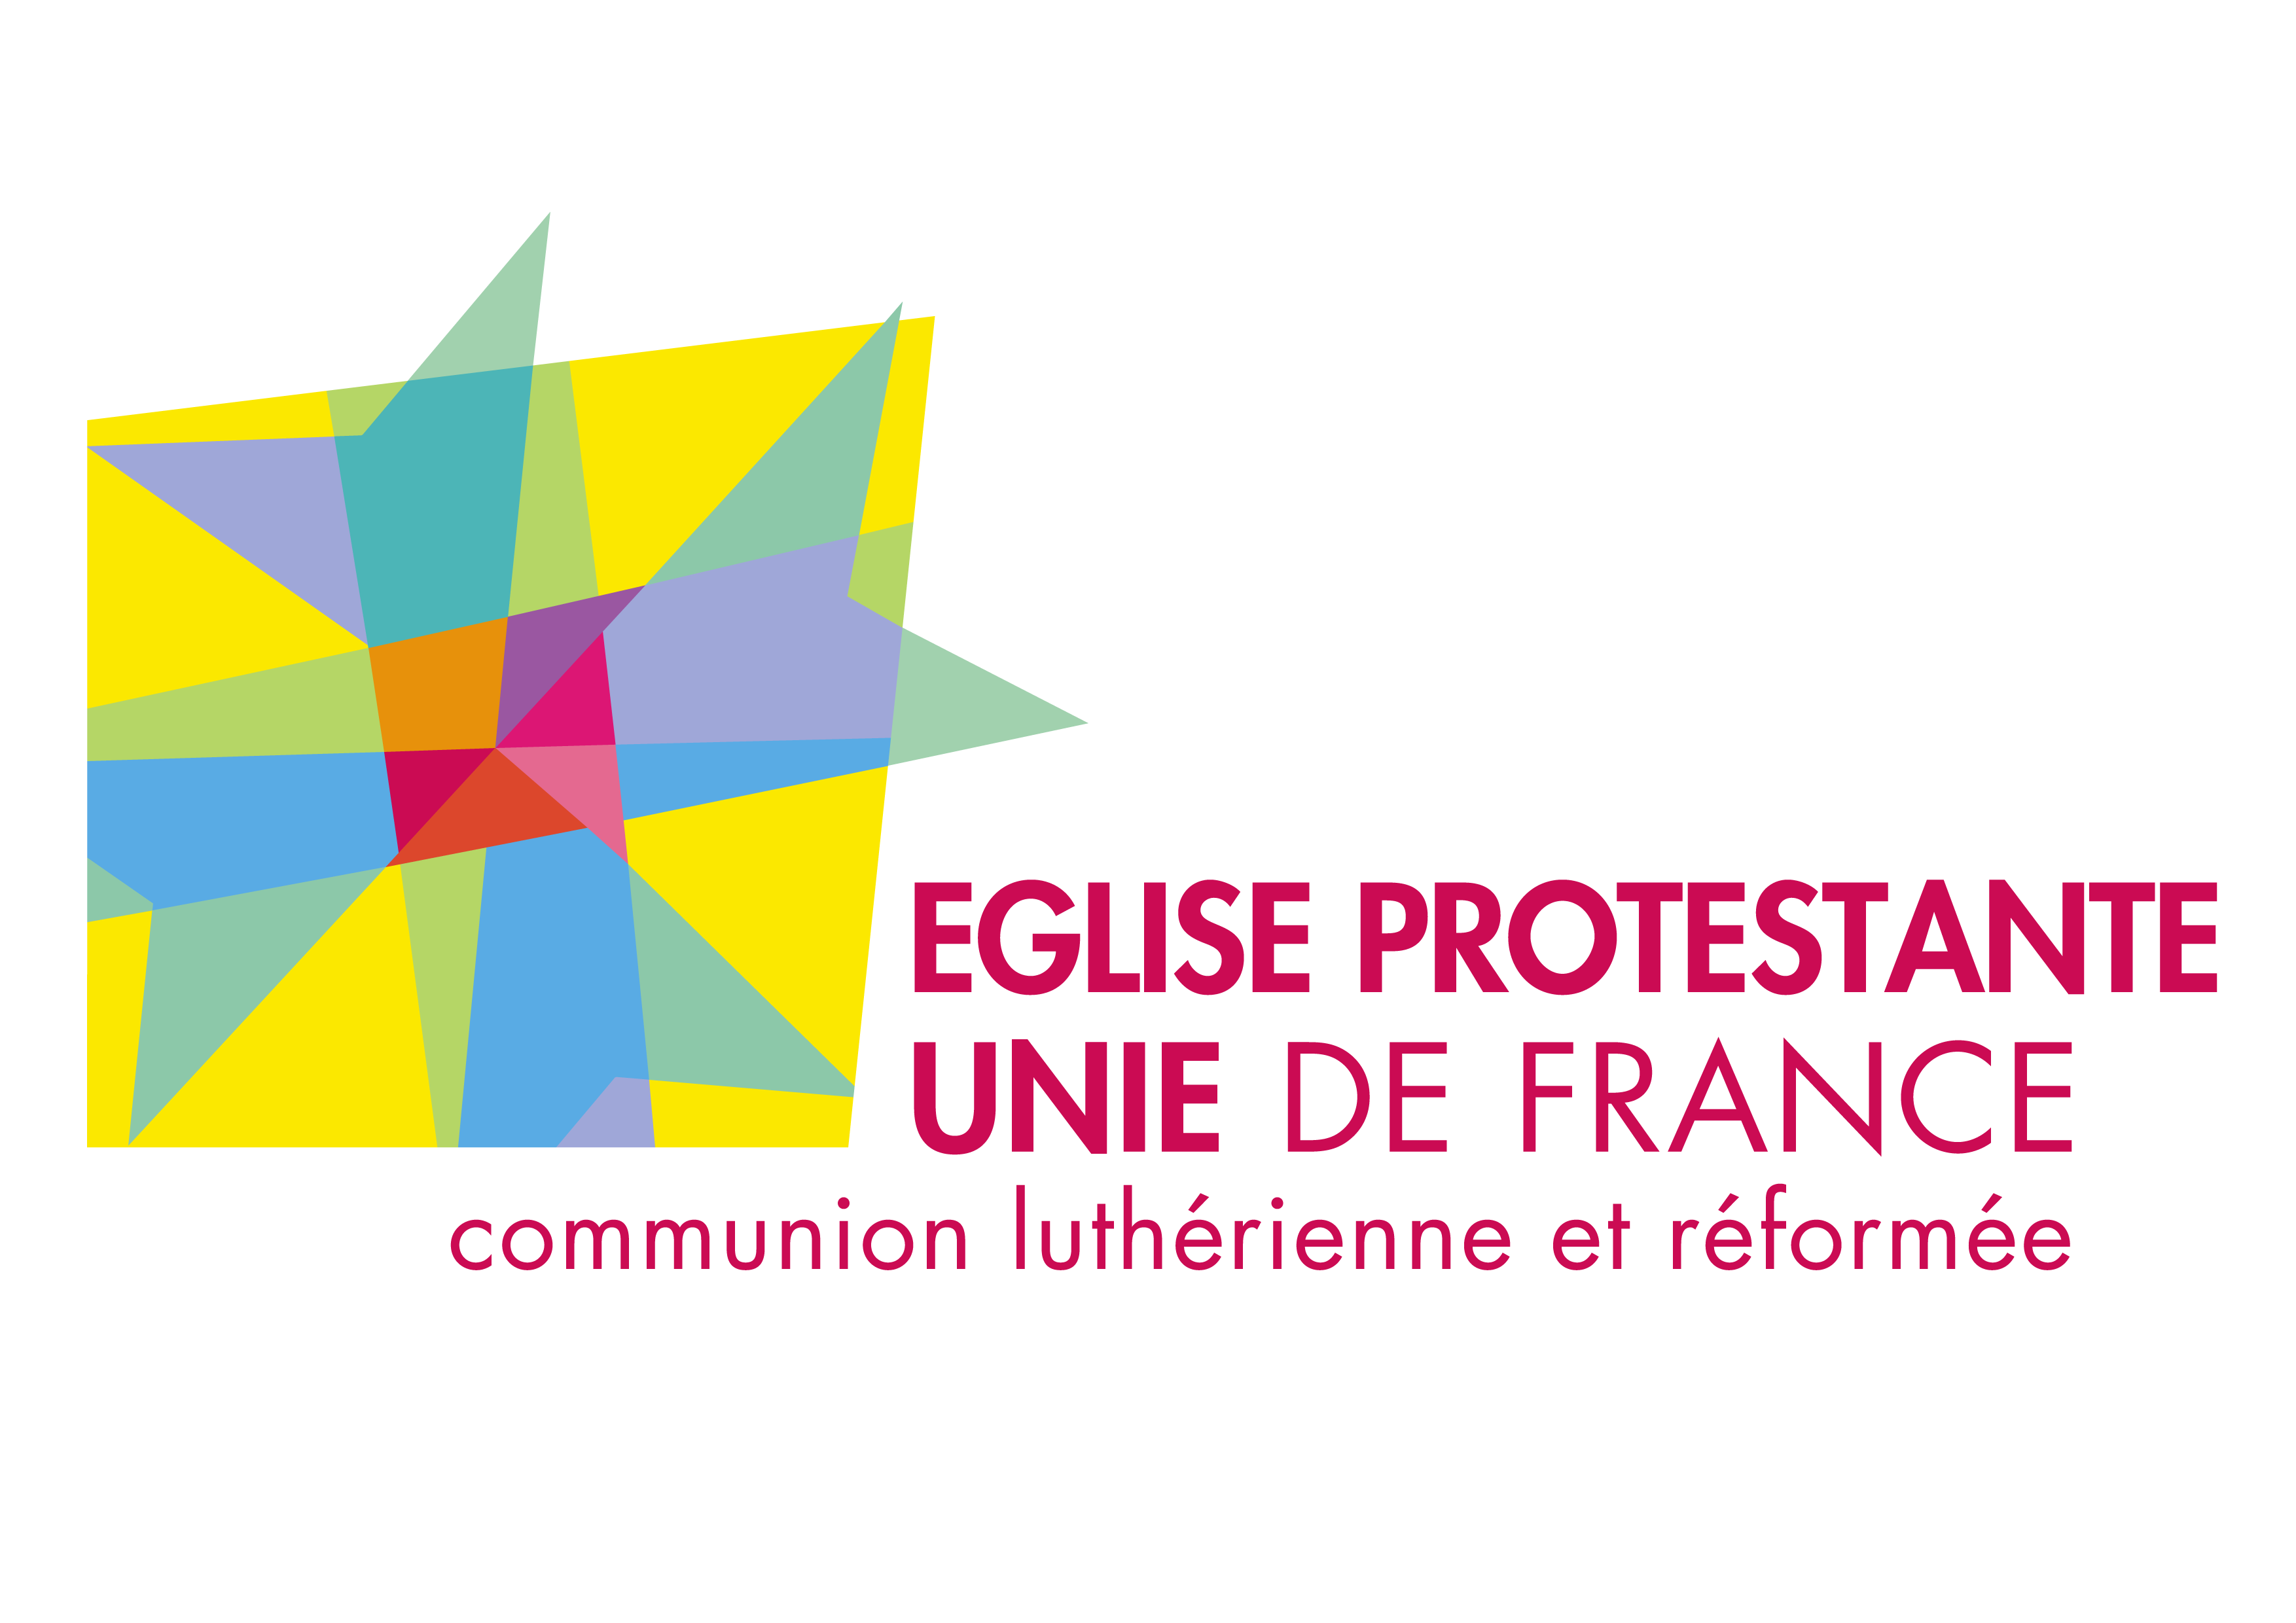 EGLISE PROTESTANTE
UNIE DE FRANCE
communion luthérienne et réformée